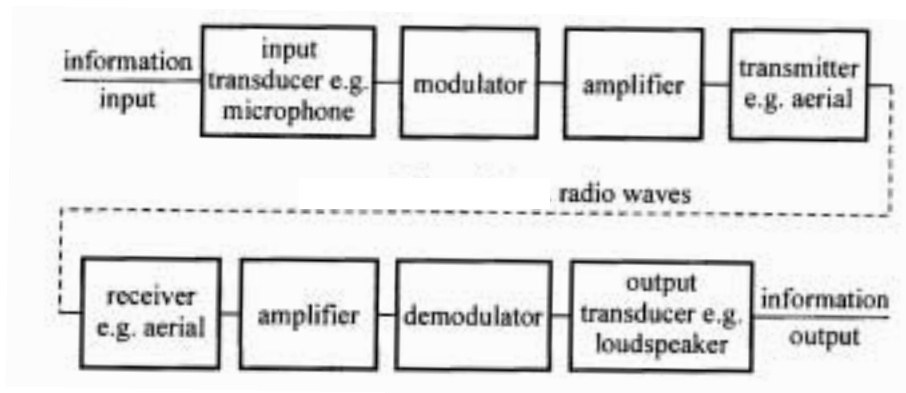 information
input
input
transducer e.g.
microphone
modulator
amplifier
transmitter
e.g. aerial
radio waves
receiver
e.g. aerial
amplifier
demodulator
output
transducer e.g.
loudspeaker
information
output